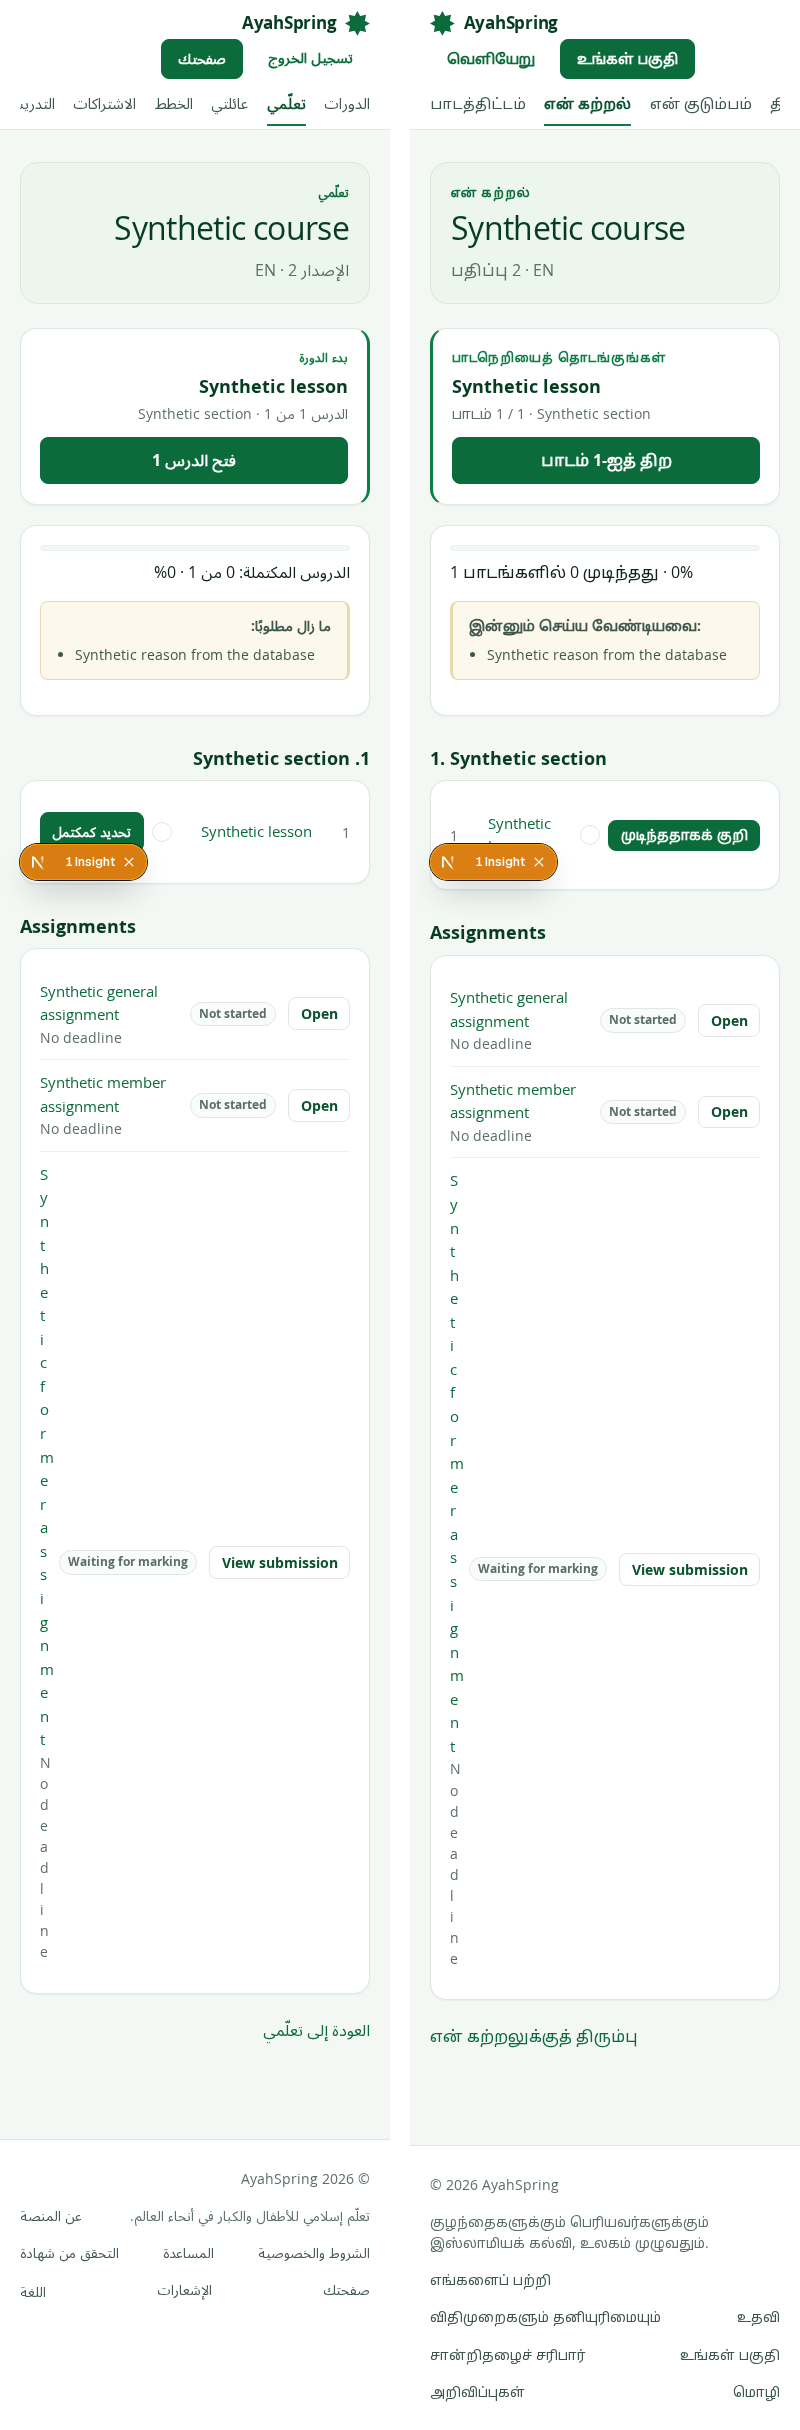 AyahSpring
تسجيل الخروج
صفحتك
الدورات تعلّمي عائلتي الخطط الاشتراكات
تعلّمي
Synthetic course
الإصدار 2 · EN
بدء الدورة
Synthetic lesson
الدرس 1 من 1 · Synthetic section
فتح الدرس 1
الدروس المكتملة: 0 من 1 · 0%
ما زال مطلوبًا:
Synthetic reason from the database
1. Synthetic section
1 Synthetic lesson تحديد كمكتمل
1 Insight
Assignments
Synthetic general assignment
No deadline
Not started
Open
Synthetic member assignment
No deadline
Not started
Open
Synthetic former assignment
No deadline
Waiting for marking
View submission
العودة إلى تعلّمي
© 2026 AyahSpring
تعلّم إسلامي للأطفال والكبار في أنحاء العالم.
عن المنصة
الشروط والخصوصية المساعدة التحقق من شهادة
صفحتك الإشعارات اللغة
AyahSpring
வெளியேறு உங்கள் பகுதி
பாடத்திட்டம் என் கற்றல் என் குடும்பம்
என் கற்றல்
Synthetic course
பதிப்பு 2 · EN
பாடநெறியைத் தொடங்குங்கள்
Synthetic lesson
பாடம் 1 / 1 · Synthetic section
பாடம் 1-ஐத் திற
1 பாடங்களில் 0 முடிந்தது · 0%
இன்னும் செய்ய வேண்டியவை:
Synthetic reason from the database
1. Synthetic section
1 Synthetic முடிந்ததாகக் குறி
1 Insight
Assignments
Synthetic general assignment
No deadline
Not started
Open
Synthetic member assignment
No deadline
Not started
Open
Synthetic former assignment
No deadline
Waiting for marking
View submission
என் கற்றலுக்குத் திரும்பு
© 2026 AyahSpring
குழந்தைகளுக்கும் பெரியவர்களுக்கும்
இஸ்லாமியக் கல்வி, உலகம் முழுவதும்.
எங்களைப் பற்றி
விதிமுறைகளும் தனியுரிமையும் உதவி
சான்றிதழைச் சரிபார் உங்கள் பகுதி
அறிவிப்புகள் மொழி